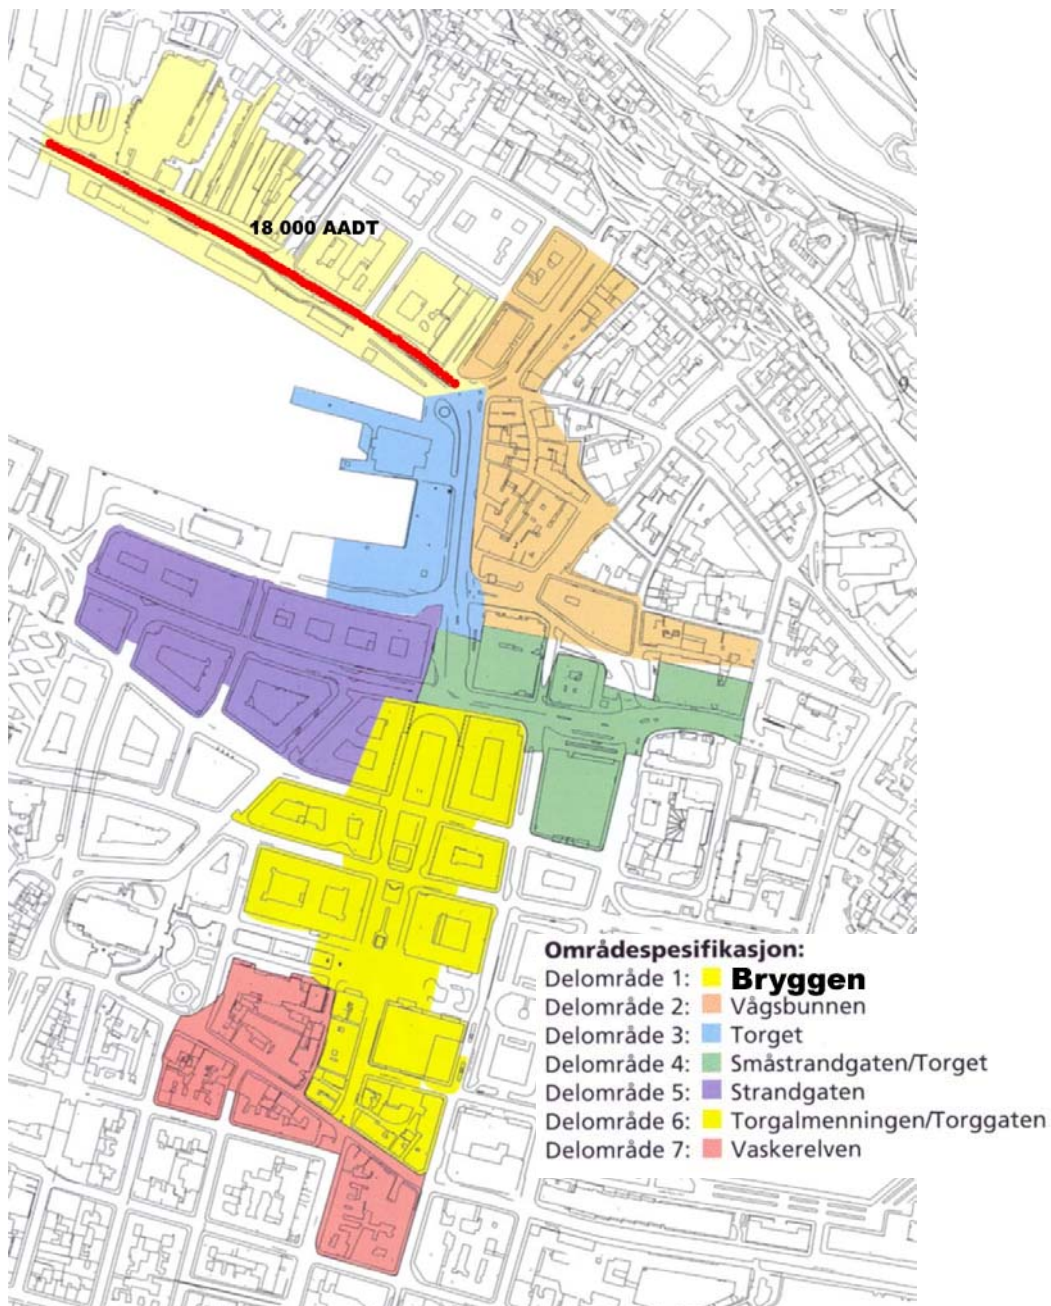 18 000 AADT
Områdespesifikasjon:
Delområde 1: Bryggen
Delområde 2: Vågsbunnen
Delområde 3: Torget
Delområde 4: Småstrandgaten/Torget
Delområde 5: Strandgaten
Delområde 6: Torgalmenningen/Torggaten
Delområde 7: Vaskerelven